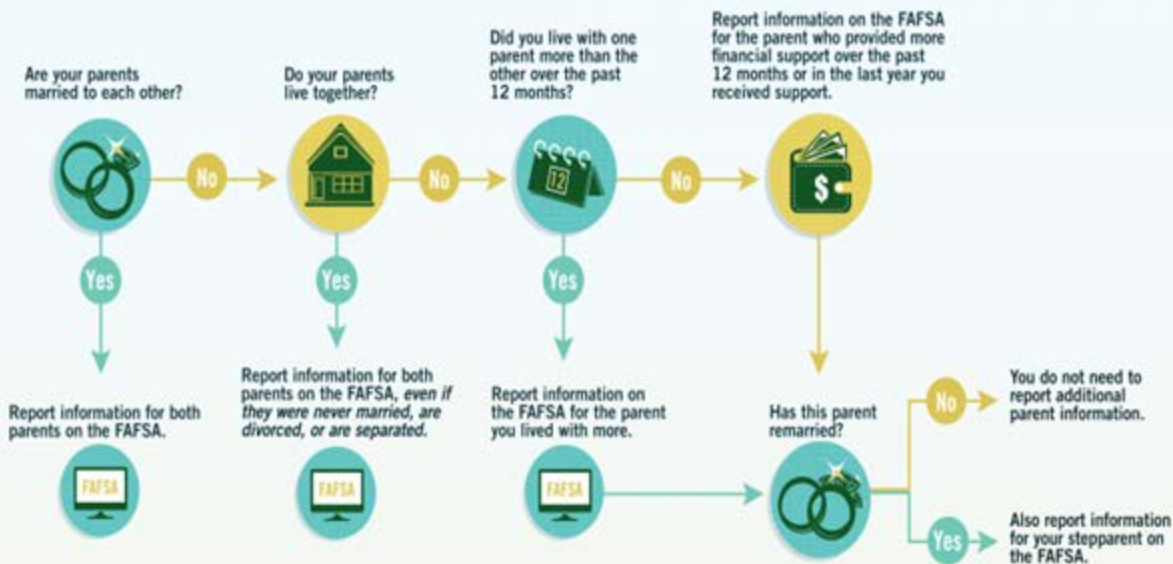 Are your parents
married to each other?
Do your parents
live together?
Did you live with one
parent more than the
other over the past
12 months?
Report information on the FAFSA
for the parent who provided more
financial support over the past
12 months or in the last year you
received support.
No
No
12
No
$
Yes
Yes
Yes
Report information for both
parents on the FAFSA.
Report information for both
parents on the FAFSA, even if
they were never married, are
divorced, or are separated.
Report information on
the FAFSA for the parent
you lived with more.
Has this parent
remarried?
No
You do not need to
report additional
parent information.
FAFSA
FAFSA
FAFSA
Yes
Also report information
for your stepparent on
the FAFSA.